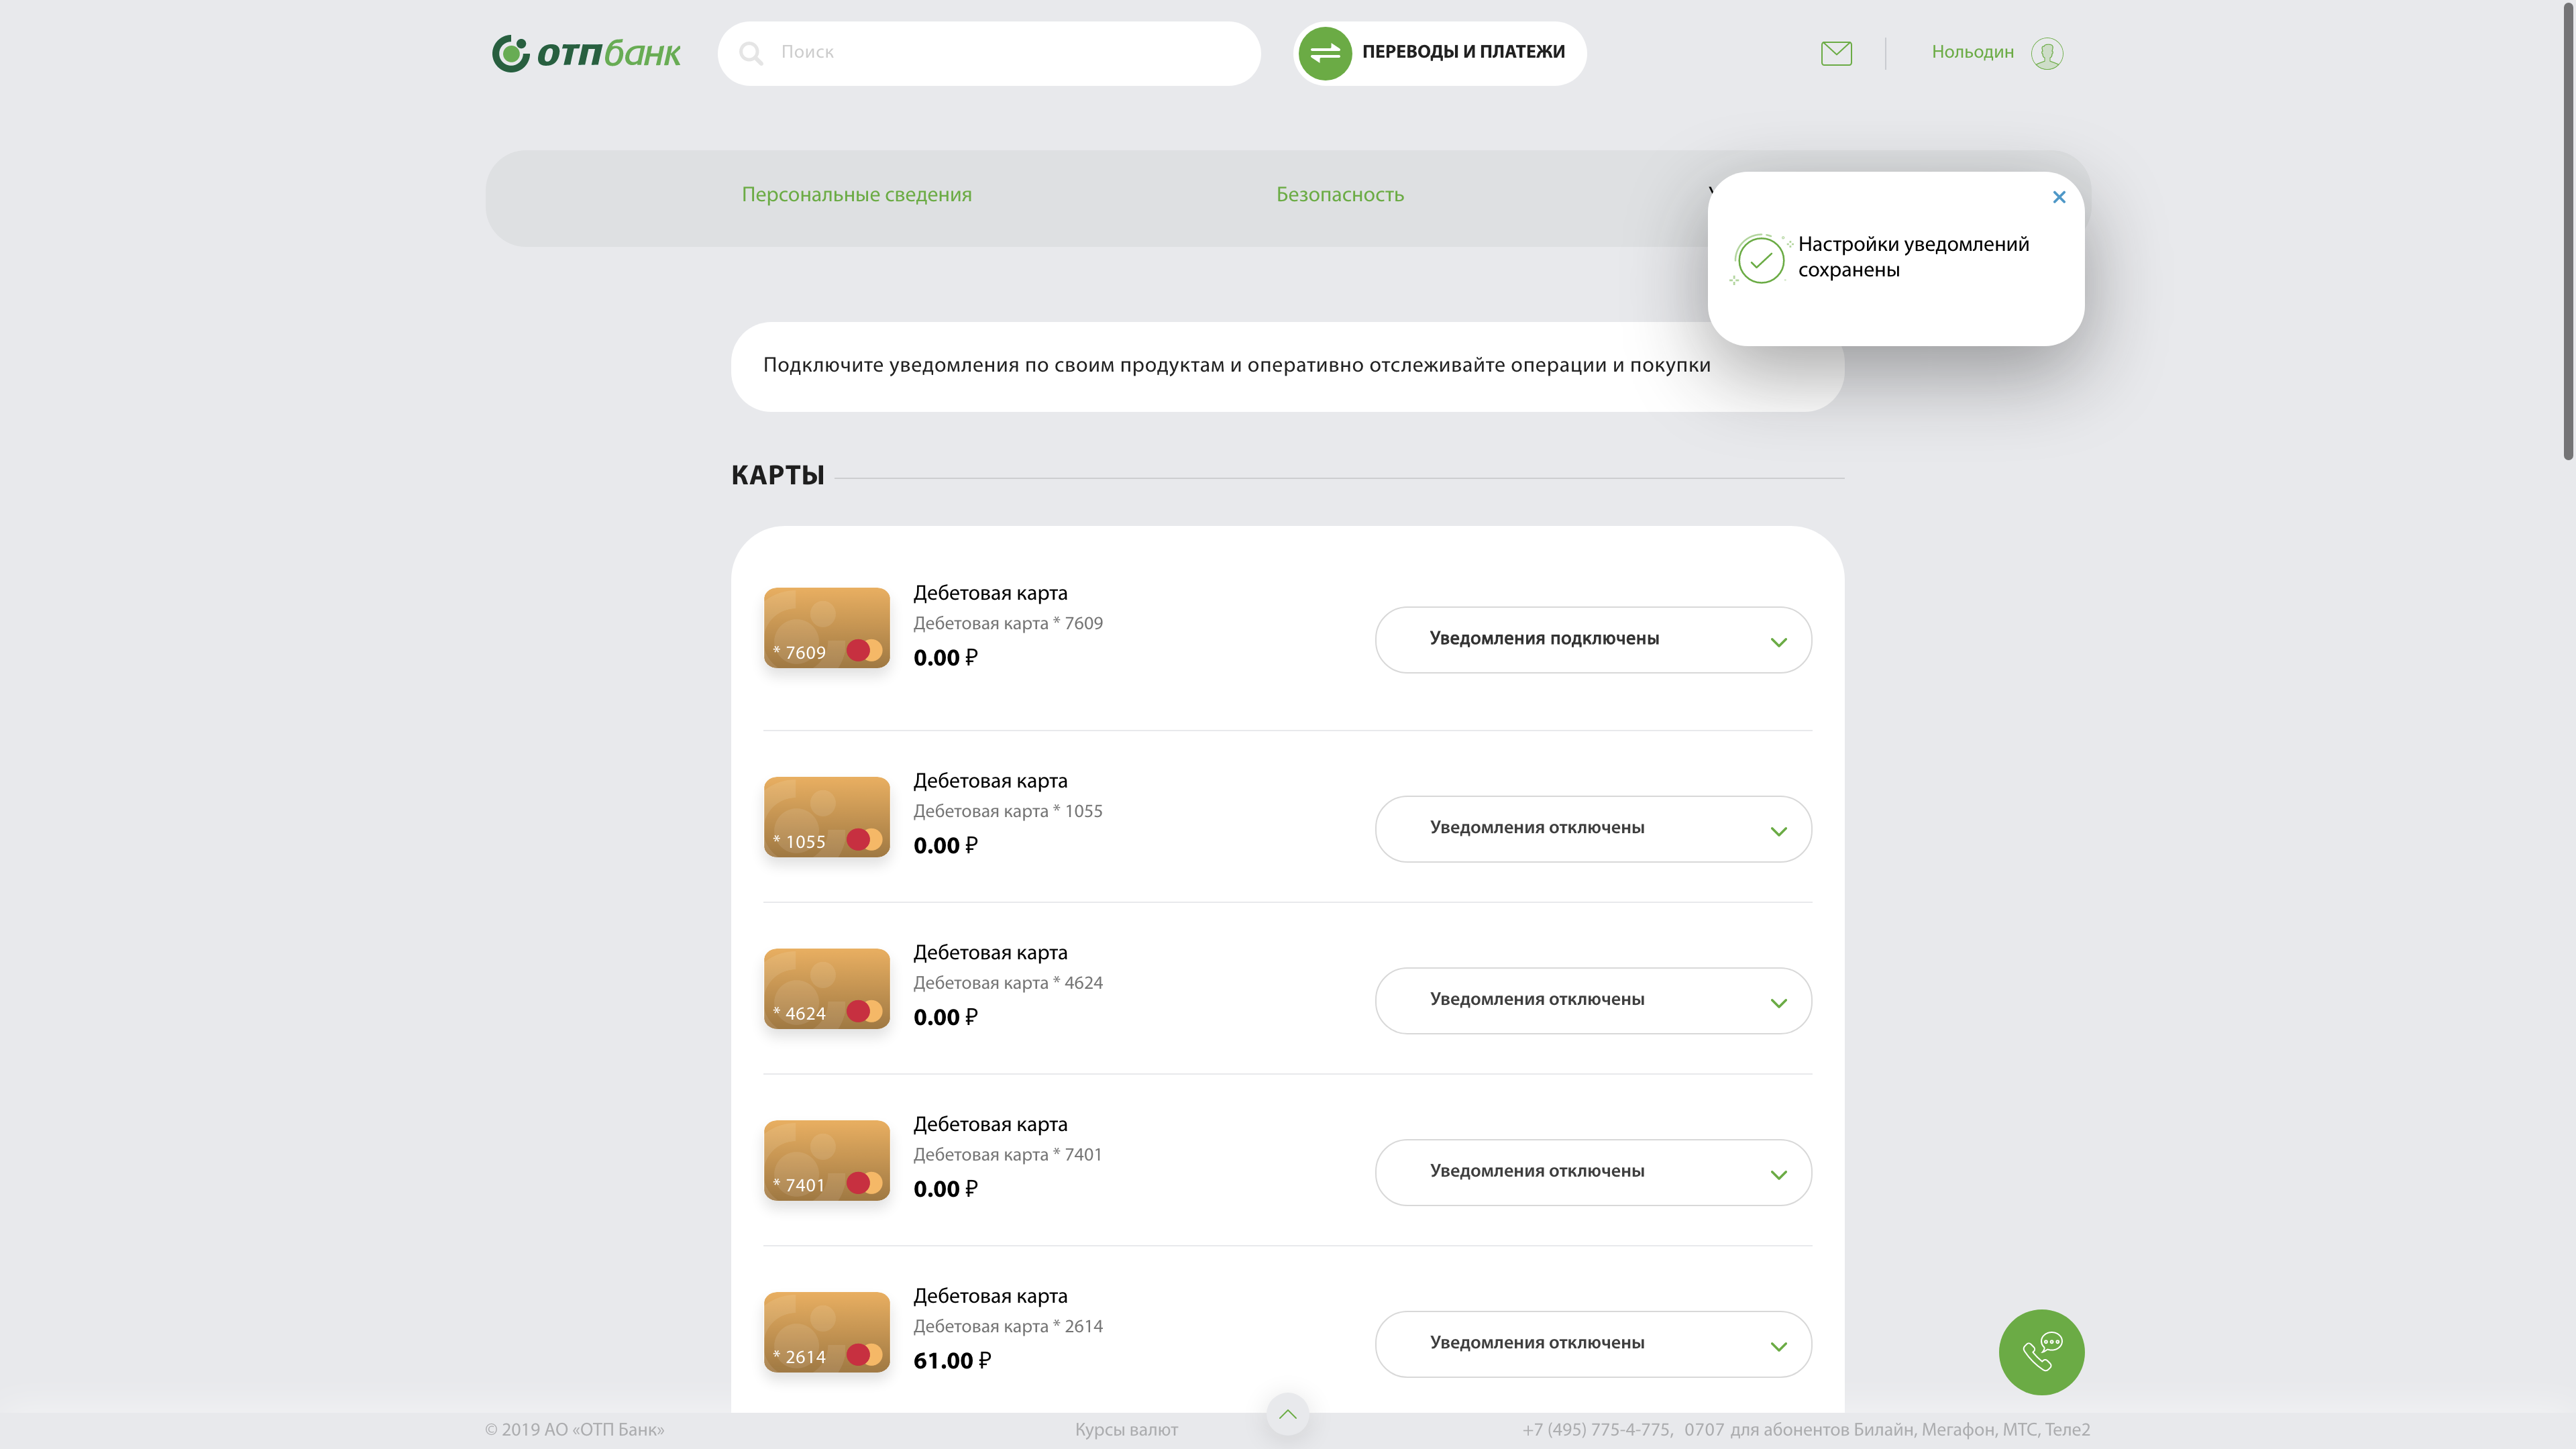 отпбанк
Поиск
ПЕРЕВОДЫ И ПЛАТЕЖИ
Нольодин
Персональные сведения
Безопасность
Настройки уведомлений
сохранены
Подключите уведомления по своим продуктам и оперативно отслеживайте операции и покупки
КАРТЫ
* 7609
Дебетовая карта
Дебетовая карта * 7609
0.00 ₽
Уведомления подключены
* 1055
Дебетовая карта
Дебетовая карта * 1055
0.00 ₽
Уведомления отключены
* 4624
Дебетовая карта
Дебетовая карта * 4624
0.00 ₽
Уведомления отключены
* 7401
Дебетовая карта
Дебетовая карта * 7401
0.00 ₽
Уведомления отключены
* 2614
Дебетовая карта
Дебетовая карта * 2614
61.00 ₽
Уведомления отключены
© 2019 АО «ОТП Банк»
Курсы валют
+7 (495) 775-4-775, 0707 для абонентов Билайн, Мегафон, МТС, Теле2